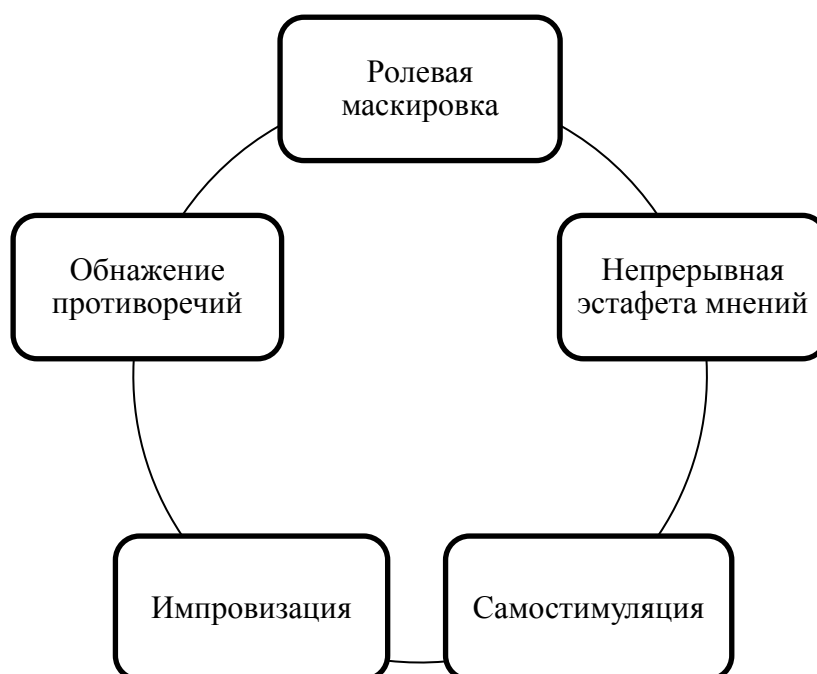 Ролевая
маскировка
Непрерывная
эстафета мнений
Самостимуляция
Импровизация
Обнажение
противоречий